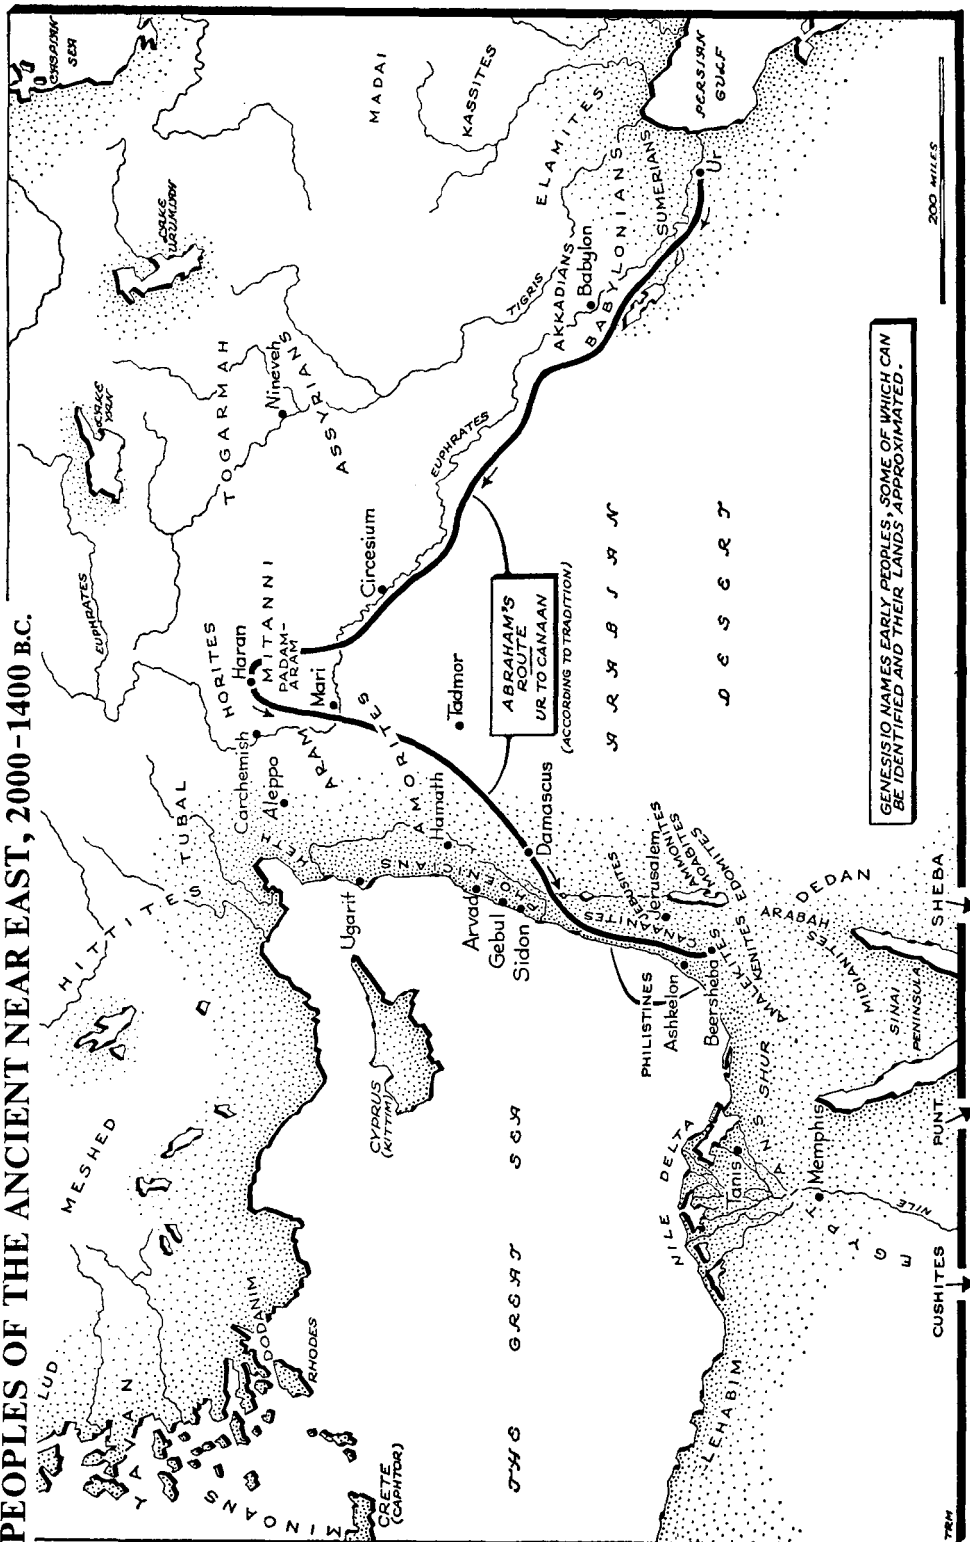 PEOPLES OF THE ANCIENT NEAR EAST, 2000-1400 B.C.
LUD
MESHED
HITTITES
TUBAL
JAVAN
MINOANS
DODANIM
RHODES
CRETE
(CAPHTOR)
CYPRUS
(KITTIM)
THE GREAT SEA
EUPHRATES
LAKE
VAN
LAKE
URUMIAH
CASPIAN
SEA
HORITES
Haran
MITANNI
PADAM-
ARAM
Mari
Carchemish
Aleppo
ARAM
AMORITES
HETH
Ugarit
Hamath
Arvad
Gebul
Sidon
Damascus
Tadmor
Circesium
TOGARMAH
Nineveh
ASSYRIANS
EUPHRATES
TIGRIS
MADAI
KASSITES
ELAMITES
AKKADIANS
Babylon
BABYLONIANS
SUMERIANS
Ur
PERSIAN
GULF
ABRAHAM'S
ROUTE
UR TO CANAAN
(ACCORDING TO TRADITION)
ARABIAN
DESERT
CANAANITES
JEBUSITES
Jerusalem
AMMONITES
MOABITES
EDOMITES
KENITES
AMALEKITES
PHILISTINES
Ashkelon
Beersheba
SHUR
DEDAN
ARABAH
MIDIANITES
SINAI
PENINSULA
NILE DELTA
Tanis
Memphis
NILE
EGYPTIANS
LEHABIM
CUSHITES
PUNT
SHEBA
GENESIS 10 NAMES EARLY PEOPLES, SOME OF WHICH CAN
BE IDENTIFIED AND THEIR LANDS APPROXIMATED.
200 MILES
TRM